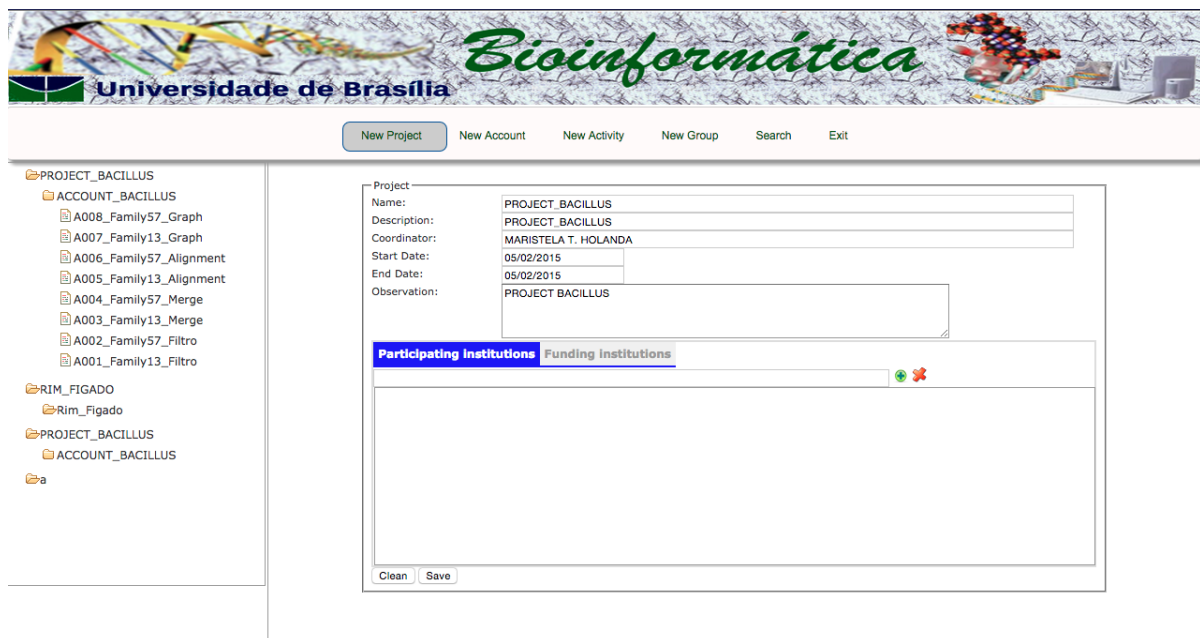 Bioinformática
Universidade de Brasília
New Project New Account New Activity New Group Search Exit
PROJECT_BACILLUS
ACCOUNT_BACILLUS
A008_Family57_Graph
A007_Family13_Graph
A006_Family57_Alignment
A005_Family13_Alignment
A004_Family57_Merge
A003_Family13_Merge
A002_Family57_Filtro
A001_Family13_Filtro
RIM_FIGADO
Rim_Figado
PROJECT_BACILLUS
ACCOUNT_BACILLUS
a
Project
Name: PROJECT_BACILLUS
Description: PROJECT_BACILLUS
Coordinator: MARISTELA T. HOLANDA
Start Date: 05/02/2015
End Date: 05/02/2015
Observation: PROJECT BACILLUS
Participating institutions Funding institutions
Clean Save